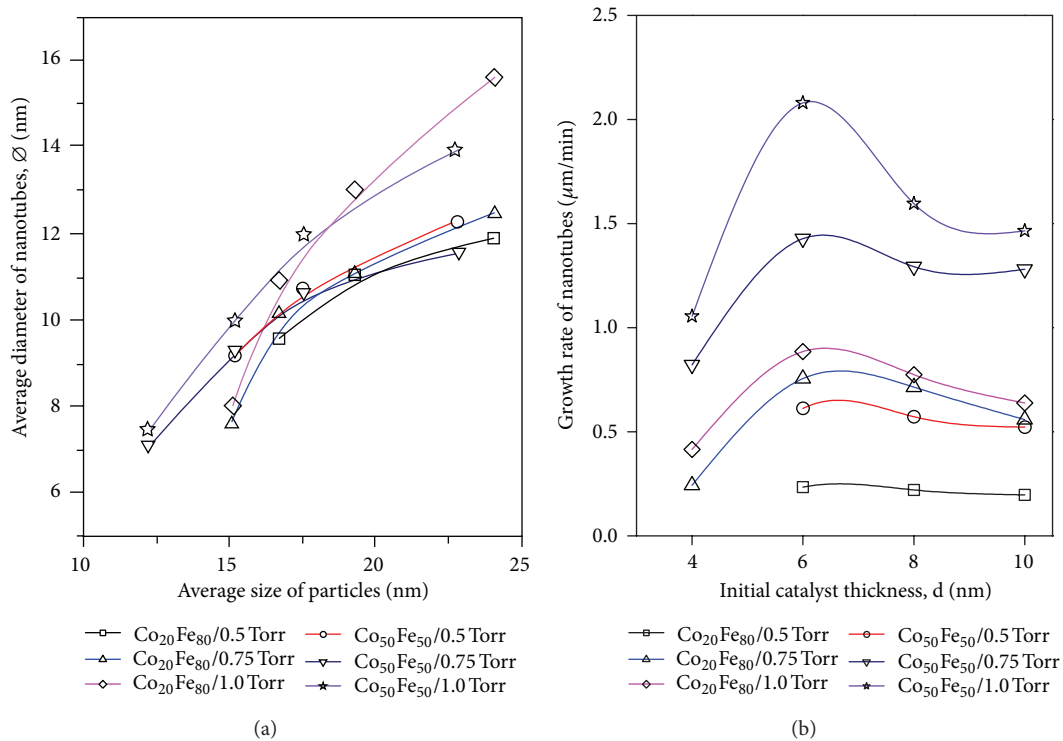 16
14
12
10
8
6
Average diameter of nanotubes, Ø (nm)
10 15 20 25
Average size of particles (nm)
Co₂₀Fe₈₀/0.5 Torr
Co₂₀Fe₈₀/0.75 Torr
Co₂₀Fe₈₀/1.0 Torr
Co₅₀Fe₅₀/0.5 Torr
Co₅₀Fe₅₀/0.75 Torr
Co₅₀Fe₅₀/1.0 Torr
(a)
2.5
2.0
1.5
1.0
0.5
0.0
Growth rate of nanotubes (μm/min)
4 6 8 10
Initial catalyst thickness, d (nm)
Co₂₀Fe₈₀/0.5 Torr
Co₂₀Fe₈₀/0.75 Torr
Co₂₀Fe₈₀/1.0 Torr
Co₅₀Fe₅₀/0.5 Torr
Co₅₀Fe₅₀/0.75 Torr
Co₅₀Fe₅₀/1.0 Torr
(b)